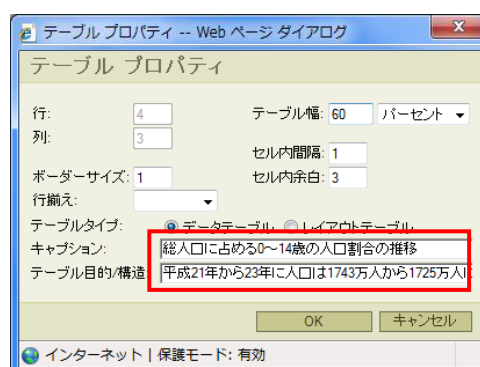 テーブル プロパティ -- Web ページ ダイアログ
テーブル プロパティ
行: 4 テーブル幅: 60 パーセント
列: 3
セル内間隔: 1
ボーダーサイズ: 1 セル内余白: 3
行揃え:
テーブルタイプ: データテーブル レイアウトテーブル
キャプション: 総人口に占める0～14歳の人口割合の推移
テーブル目的/構造: 平成21年から23年に人口は1743万人から1725万人に
OK キャンセル
インターネット | 保護モード: 有効